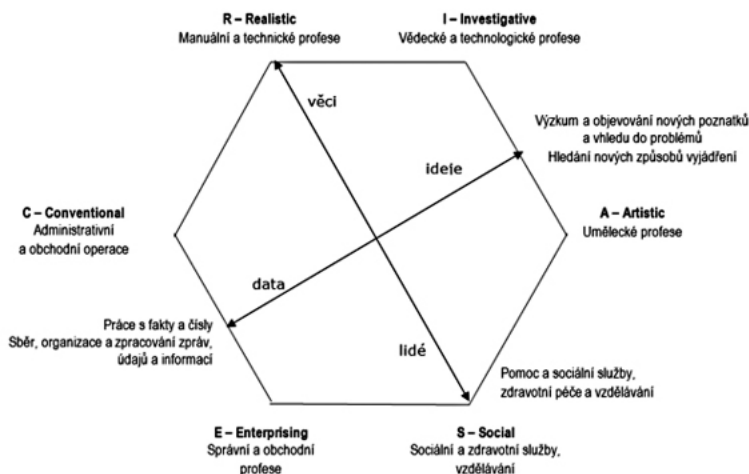 R – Realistic
Manuální a technické profese
I – Investigative
Vědecké a technologické profese
věci
Výzkum a objevování nových poznatků
a vhledu do problémů
Hledání nových způsobů vyjádření
ideje
C – Conventional
Administrativní
a obchodní operace
A – Artistic
Umělecké profese
data
Práce s fakty a čísly
Sběr, organizace a zpracování zpráv,
údajů a informací
lidé
Pomoc a sociální služby,
zdravotní péče a vzdělávání
E – Enterprising
Správní a obchodní
profese
S – Social
Sociální a zdravotní služby,
vzdělávání